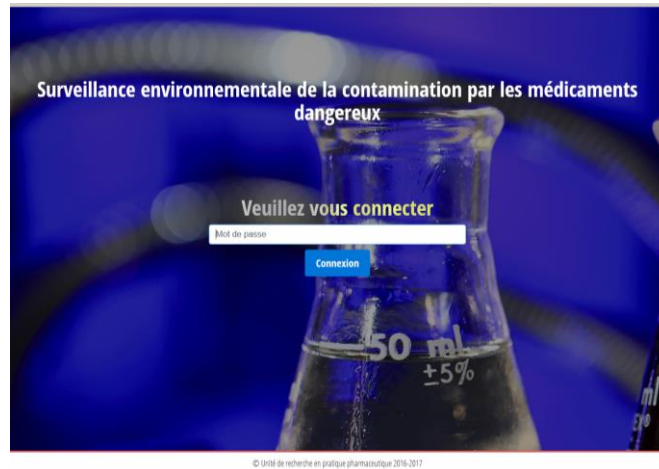 Surveillance environnementale de la contamination par les médicaments
dangereux
Veuillez vous connecter
Mot de passe
Connexion
50 ml
±5%
ml
© Unité de recherche en pratique pharmaceutique 2016-2017